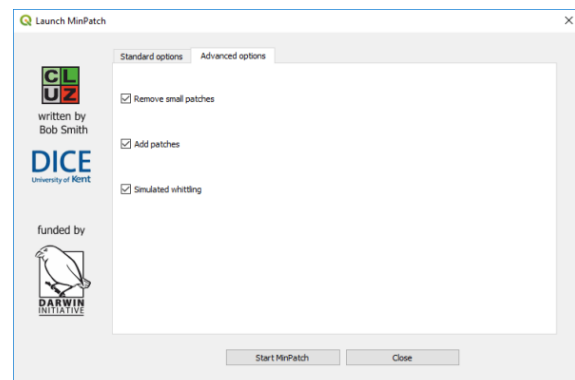 Launch MinPatch
Standard options
Advanced options
CL
UZ
written by
Bob Smith
DICE
University of Kent
funded by
DARWIN
INITIATIVE
Remove small patches
Add patches
Simulated whittling
Start MinPatch
Close